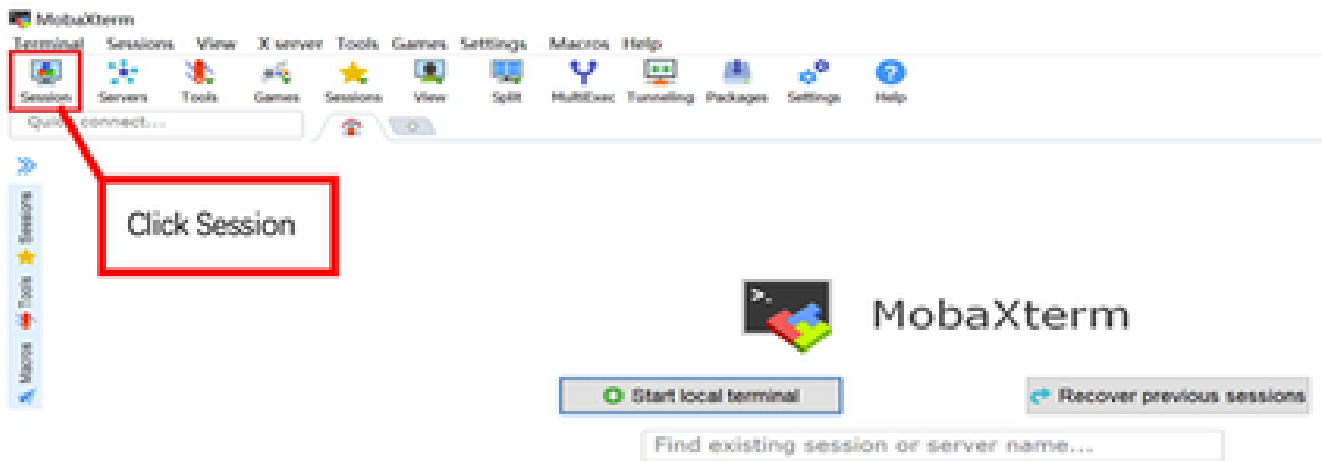 MobaXterm
Terminal Sessions View X server Tools Games Settings Macros Help
Session Servers Tools Games Sessions View Split MultiExec Tunneling Packages Settings Help
Quick connect...
Click Session
Sessions
Tools
Macros
>.
MobaXterm
Start local terminal
Recover previous sessions
Find existing session or server name...